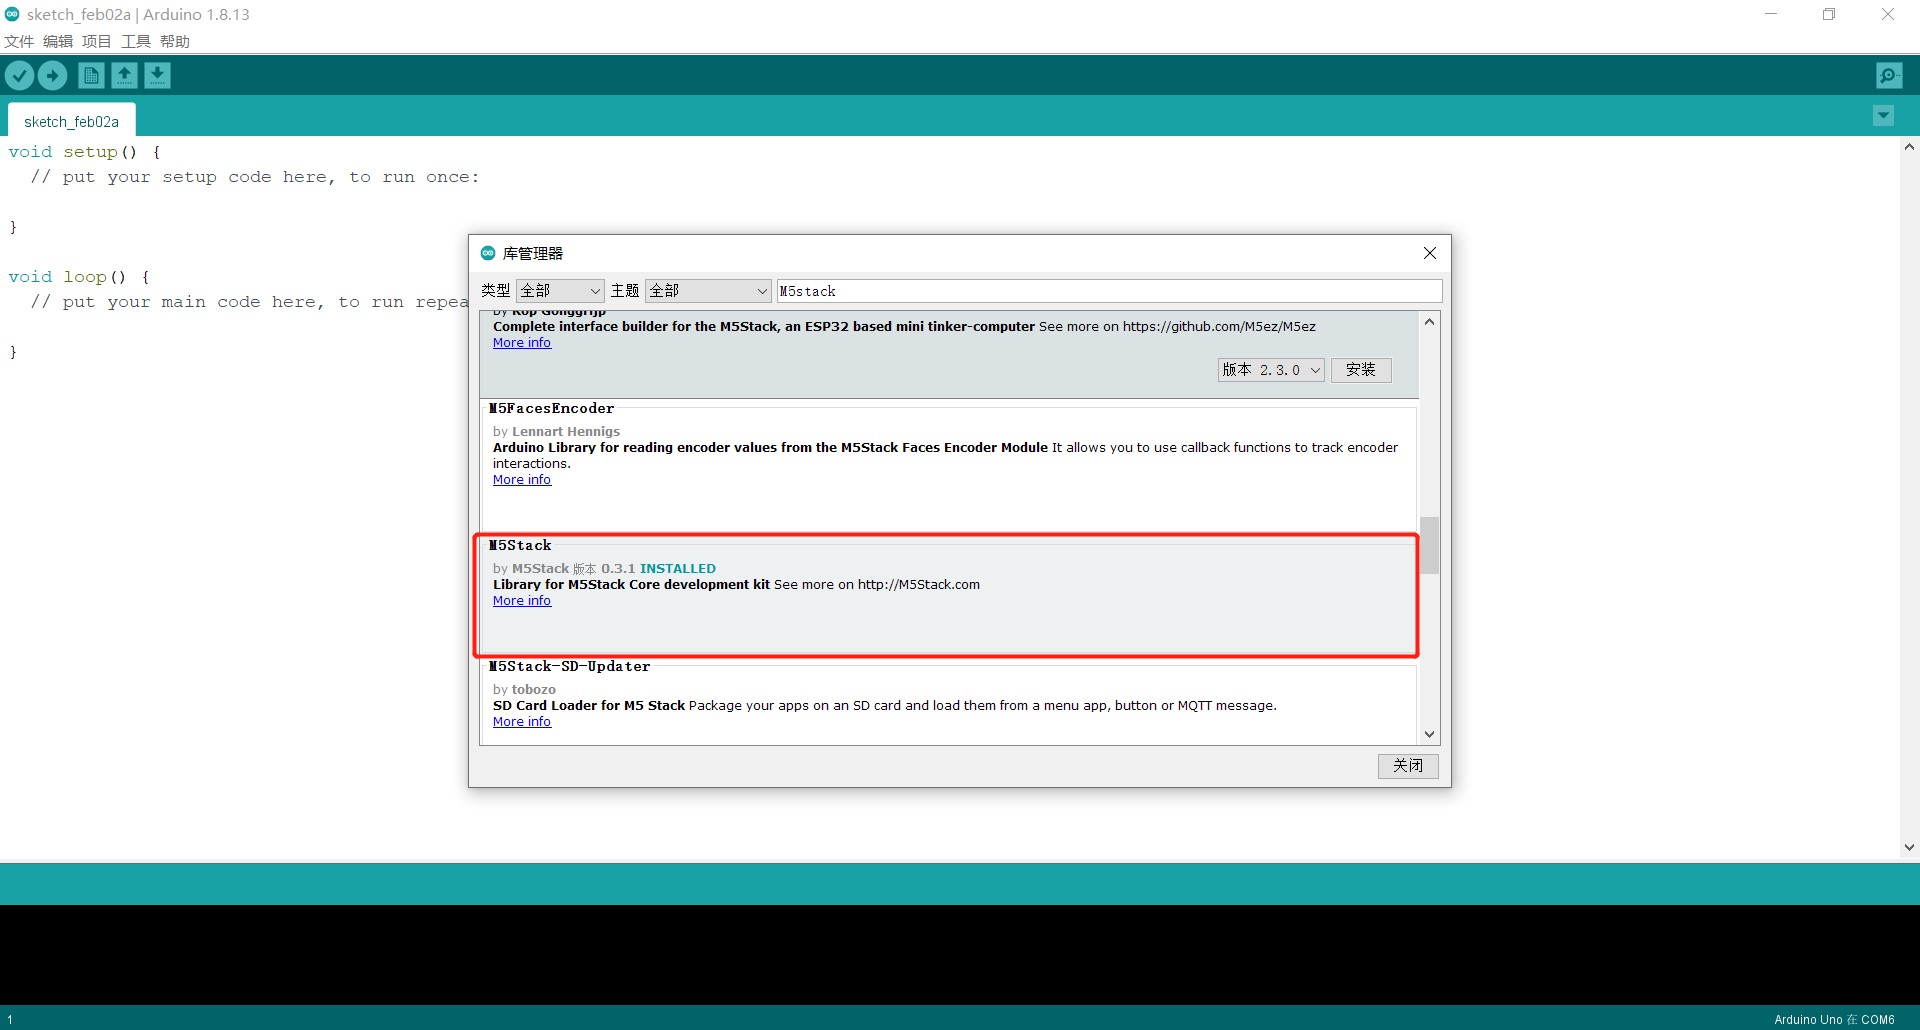 sketch_feb02a | Arduino 1.8.13
文件 编辑 项目 工具 帮助
sketch_feb02a
void setup() {
// put your setup code here, to run once:
}
void loop() {
// put your main code here, to run repea
}
库管理器
类型 全部 主题 全部 M5stack
by Rop Gonggrijp
Complete interface builder for the M5Stack, an ESP32 based mini tinker-computer See more on https://github.com/M5ez/M5ez
More info
版本 2.3.0 安装
M5FacesEncoder
by Lennart Hennigs
Arduino Library for reading encoder values from the M5Stack Faces Encoder Module It allows you to use callback functions to track encoder
interactions.
More info
M5Stack
by M5Stack 版本 0.3.1 INSTALLED
Library for M5Stack Core development kit See more on http://M5Stack.com
More info
M5Stack-SD-Updater
by tobozo
SD Card Loader for M5 Stack Package your apps on an SD card and load them from a menu app, button or MQTT message.
More info
关闭
1
Arduino Uno 在 COM6